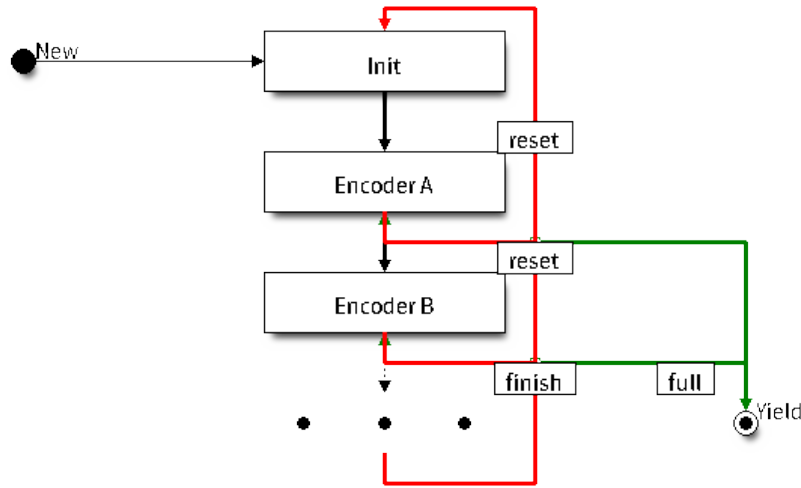 New
Init
reset
Encoder A
reset
Encoder B
finish
full
Yield